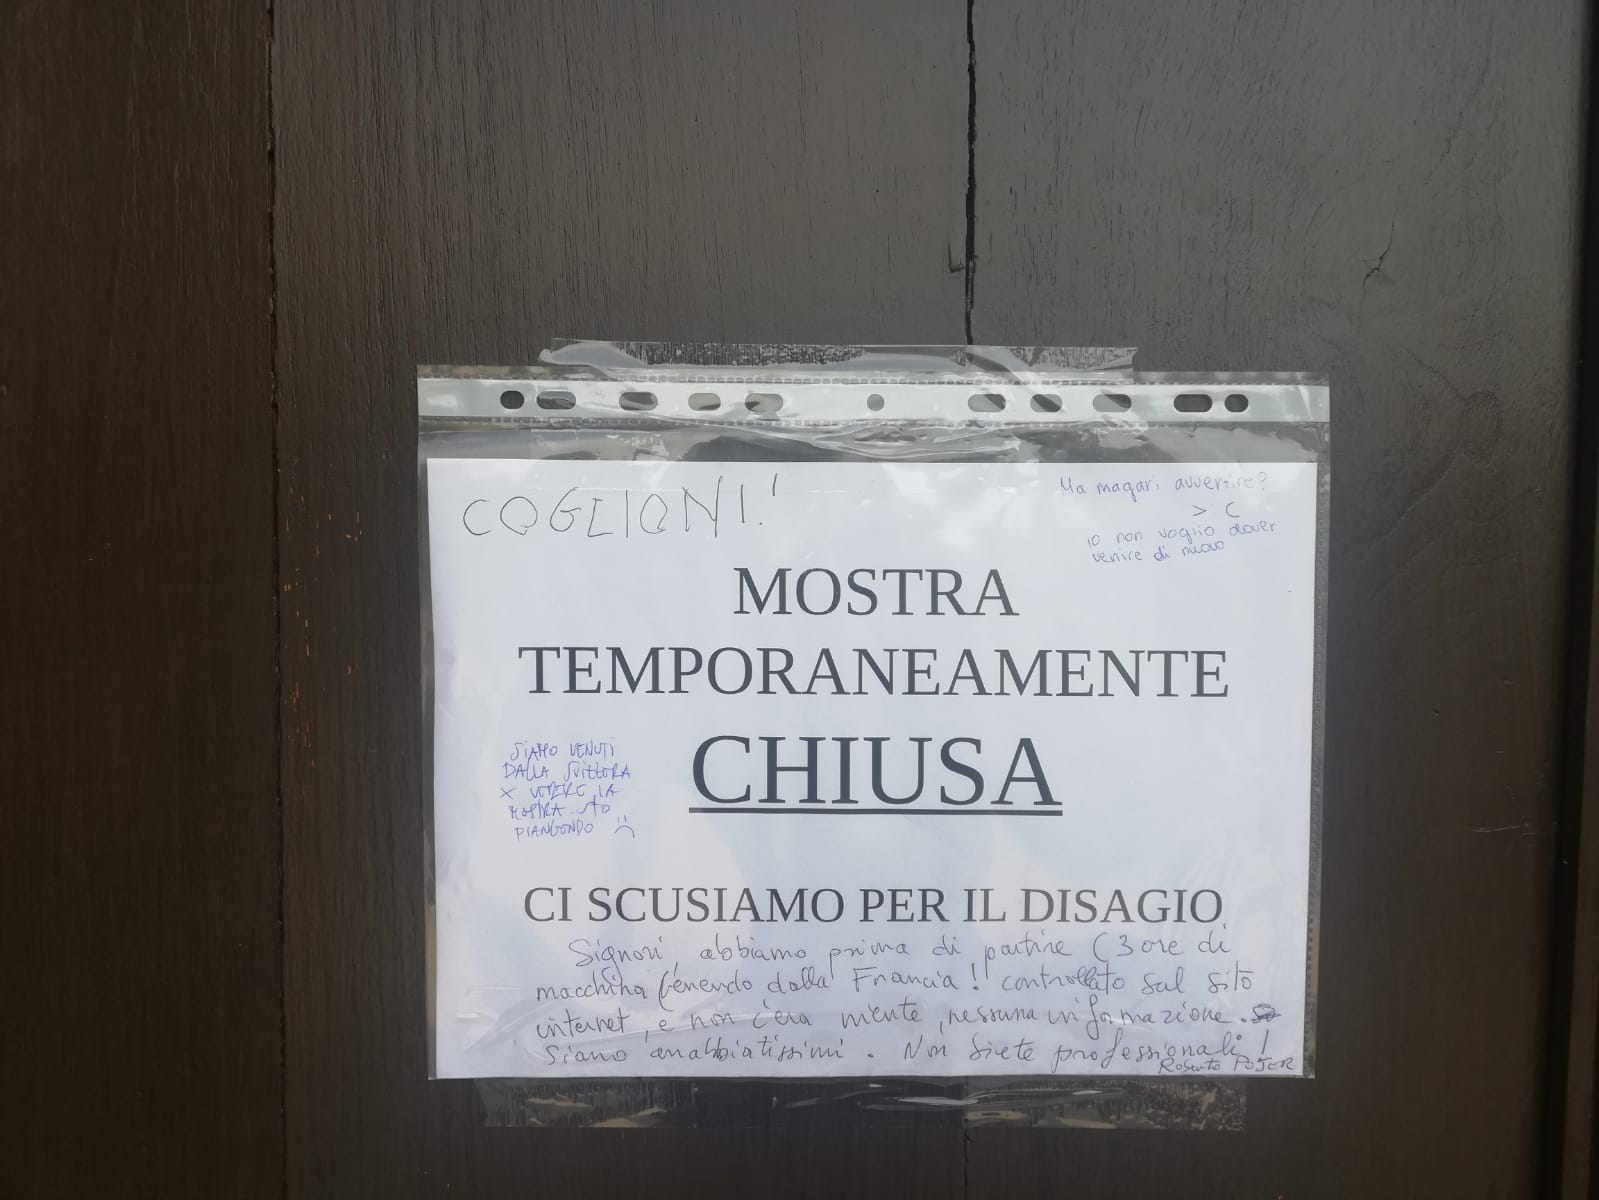 COGLIONI!
Ma magari avvertire?
>:C
io non voglio dover
venire di nuovo
MOSTRA
TEMPORANEAMENTE
CHIUSA
SIAMO VENUTI
DALLA SVIZZERA
X VEDERE LA
MOSTRA STO
PIANGENDO :(
CI SCUSIAMO PER IL DISAGIO
Signori, abbiamo prima di partire (3 ore di
macchina venendo dalla Francia! controllato sul sito
internet, e non c'era niente, nessuna informazione.
Siamo arrabbiatissimi. Non siete professionali!
Roberto POJER